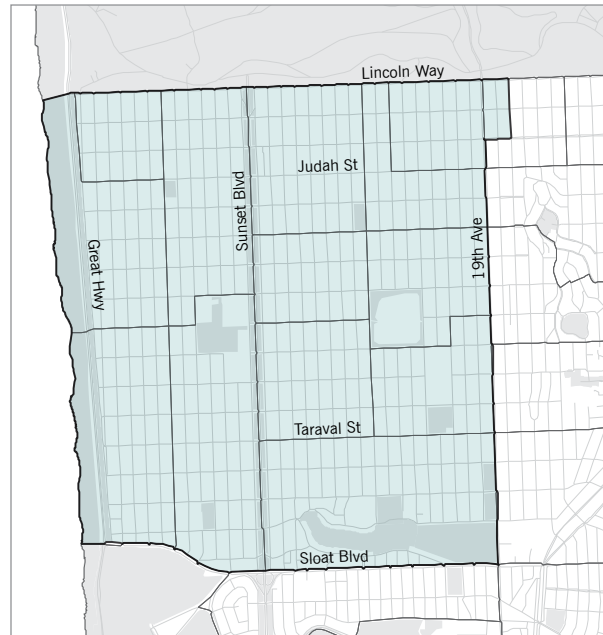 Lincoln Way
Judah St
Sunset Blvd
19th Ave
Great Hwy
Taraval St
Sloat Blvd